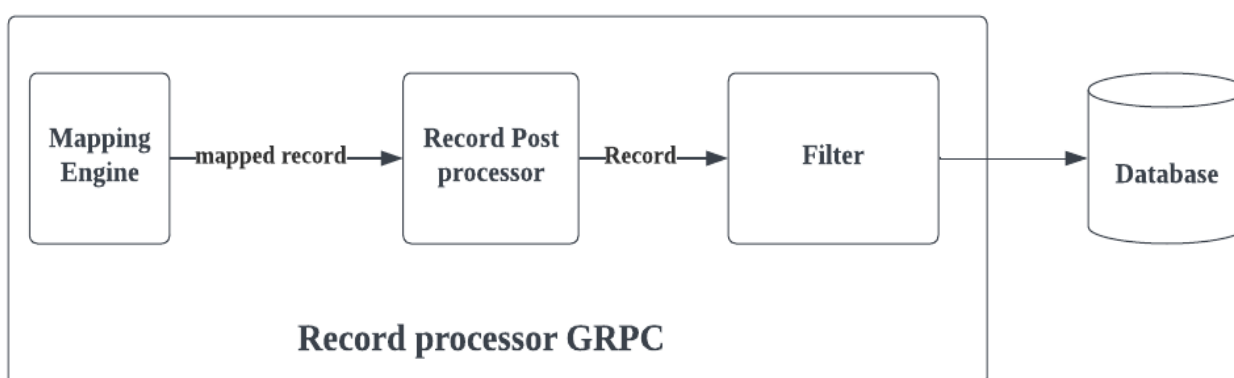 Mapping
Engine
mapped record
Record Post
processor
Record
Filter
Database
Record processor GRPC